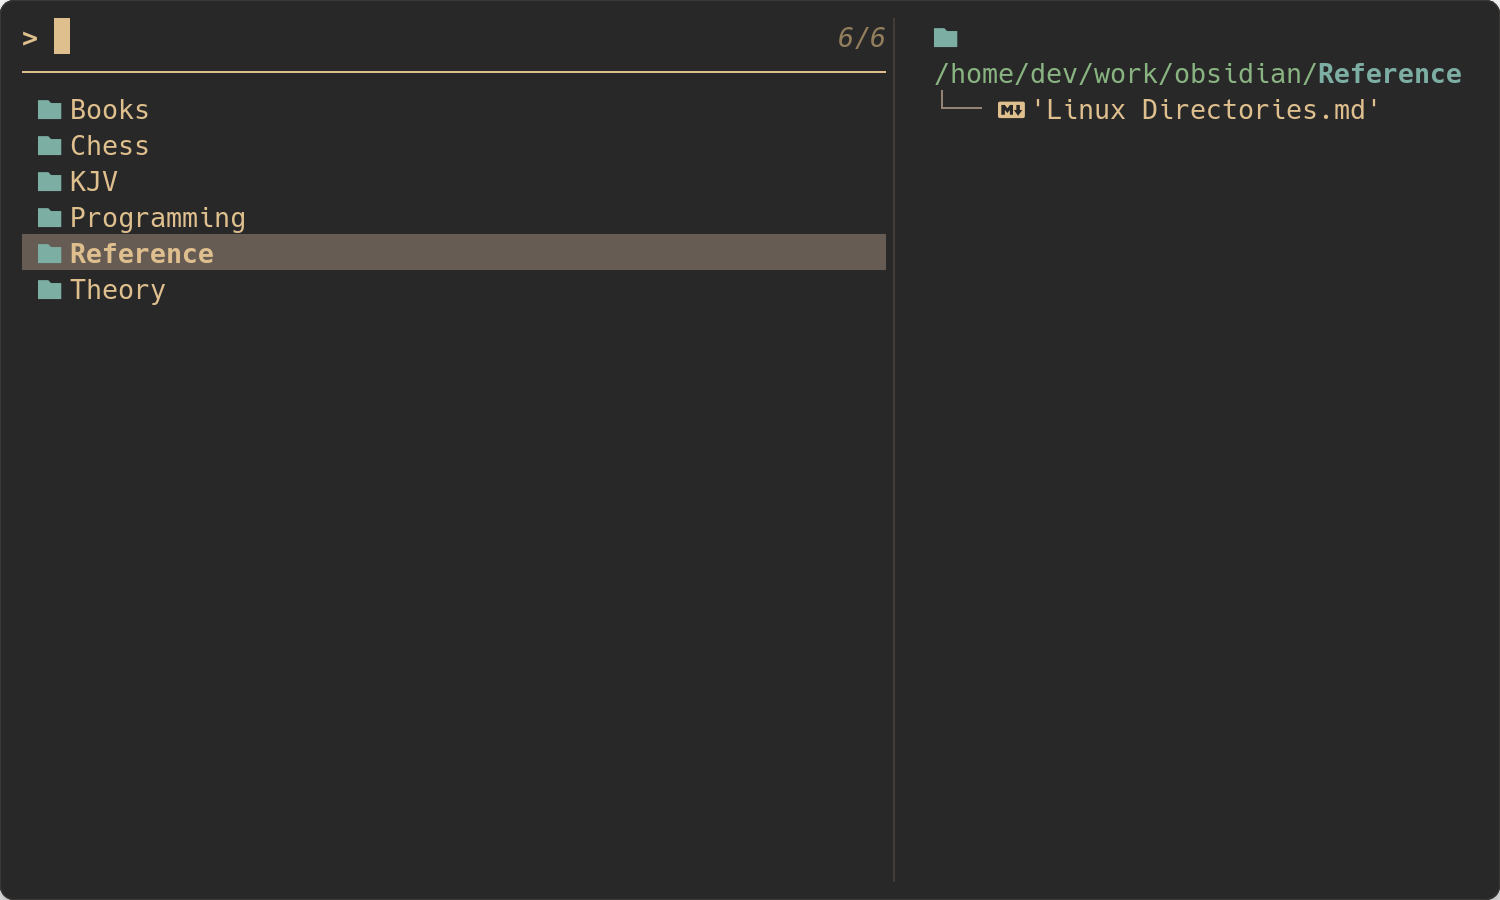 > 6/6
Books
Chess
KJV
Programming
Reference
Theory
/home/dev/work/obsidian/Reference
└── 'Linux Directories.md'